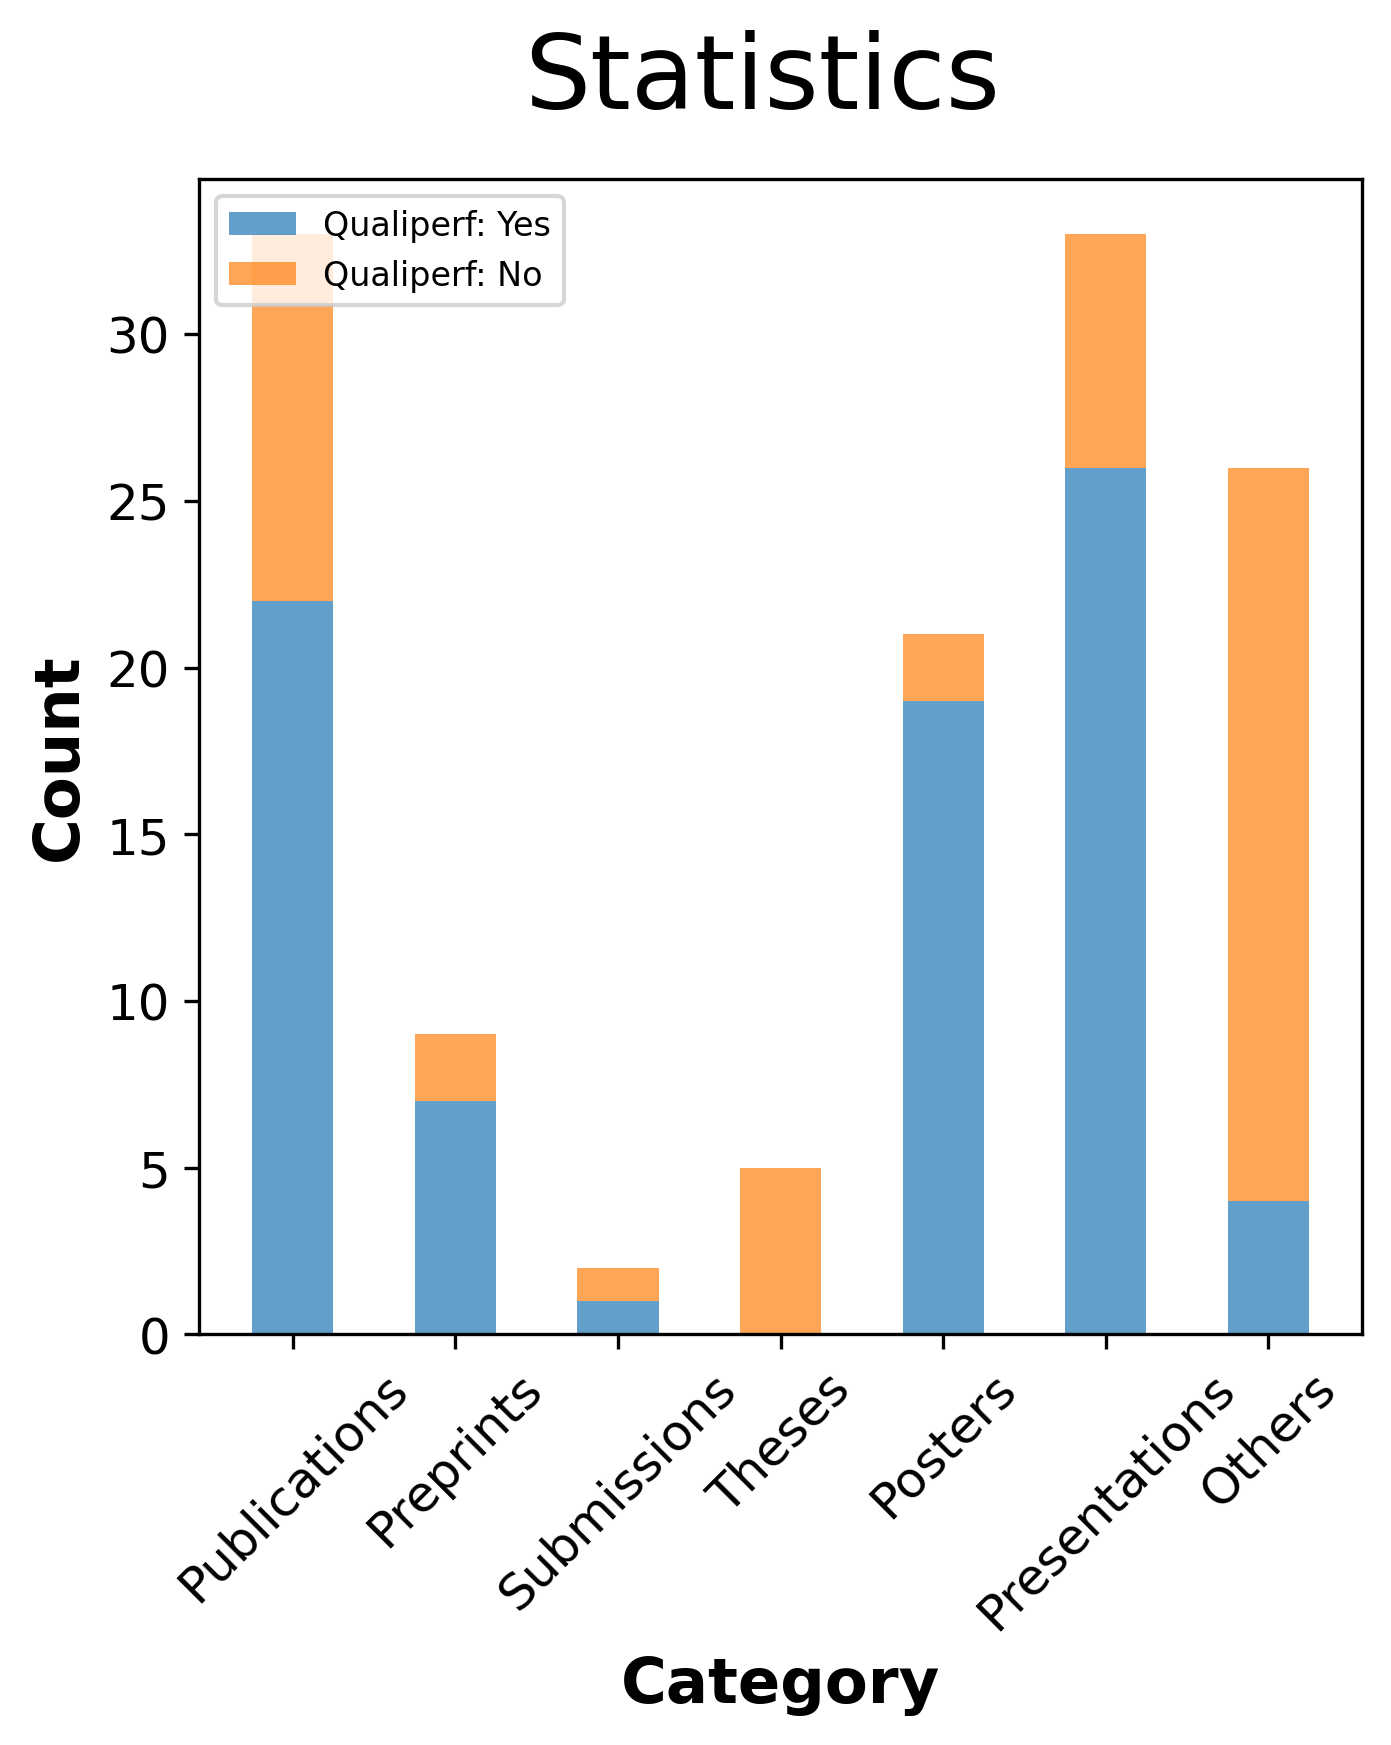 Statistics
Qualiperf: Yes
Qualiperf: No
30
25
20
15
10
5
0
Count
Publications
Preprints
Submissions
Theses
Posters
Presentations
Others
Category